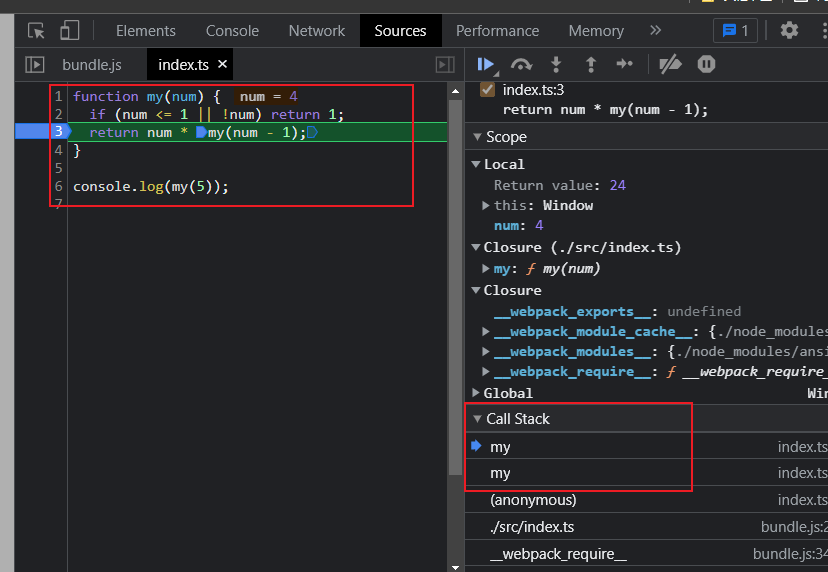 Elements Console Network Sources Performance Memory » 1
bundle.js index.ts ×
1 function my(num) { num = 4
2 if (num <= 1 || !num) return 1;
3 return num * my(num - 1);
4 }
5
6 console.log(my(5));
7
index.ts:3
return num * my(num - 1);
Scope
Local
Return value: 24
this: Window
num: 4
Closure (./src/index.ts)
my: ƒ my(num)
Closure
__webpack_exports__: undefined
__webpack_module_cache__: {./node_modules
__webpack_modules__: {./node_modules/ansi
__webpack_require__: ƒ __webpack_require_
Global Win
Call Stack
my index.ts
my index.ts
(anonymous) index.ts
./src/index.ts bundle.js:2
__webpack_require__ bundle.js:34